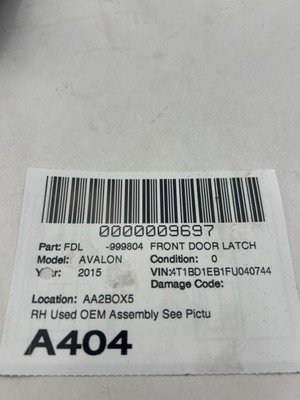 0000009697
Part: FDL -999804 FRONT DOOR LATCH
Model: AVALON Condition: 0
Year: 2015 VIN:4T1BD1EB1FU040744
Damage Code:
Location: AA2BOX5
RH Used OEM Assembly See Pictu
A404